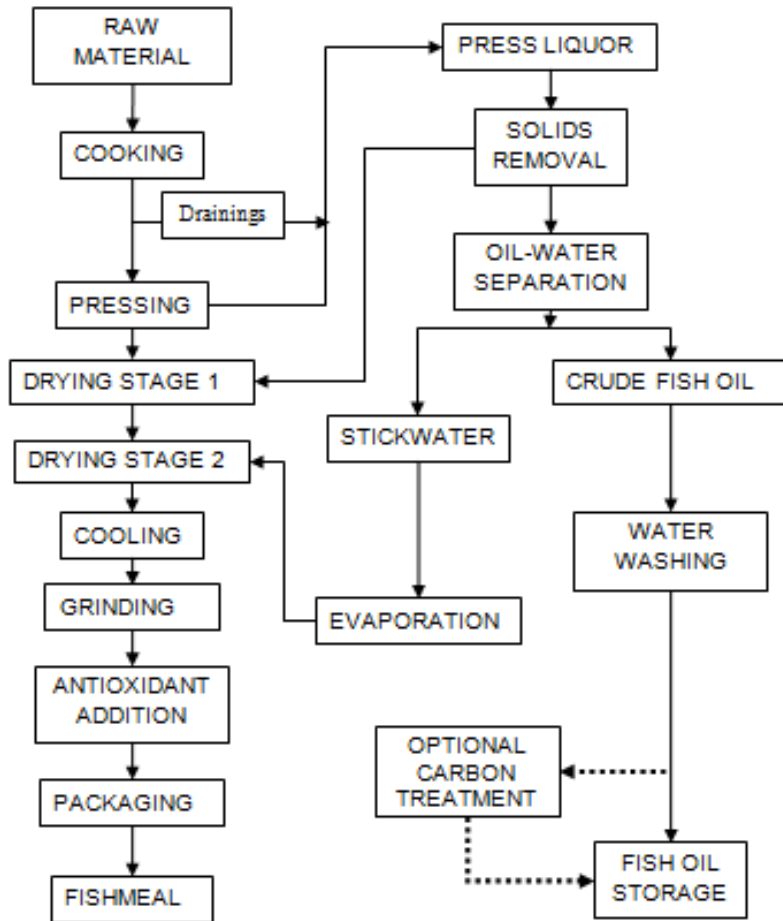 RAW
MATERIAL
COOKING
Drainings
PRESSING
DRYING STAGE 1
DRYING STAGE 2
COOLING
GRINDING
ANTIOXIDANT
ADDITION
PACKAGING
FISHMEAL
PRESS LIQUOR
SOLIDS
REMOVAL
OIL-WATER
SEPARATION
STICKWATER
EVAPORATION
CRUDE FISH OIL
WATER
WASHING
OPTIONAL
CARBON
TREATMENT
FISH OIL
STORAGE